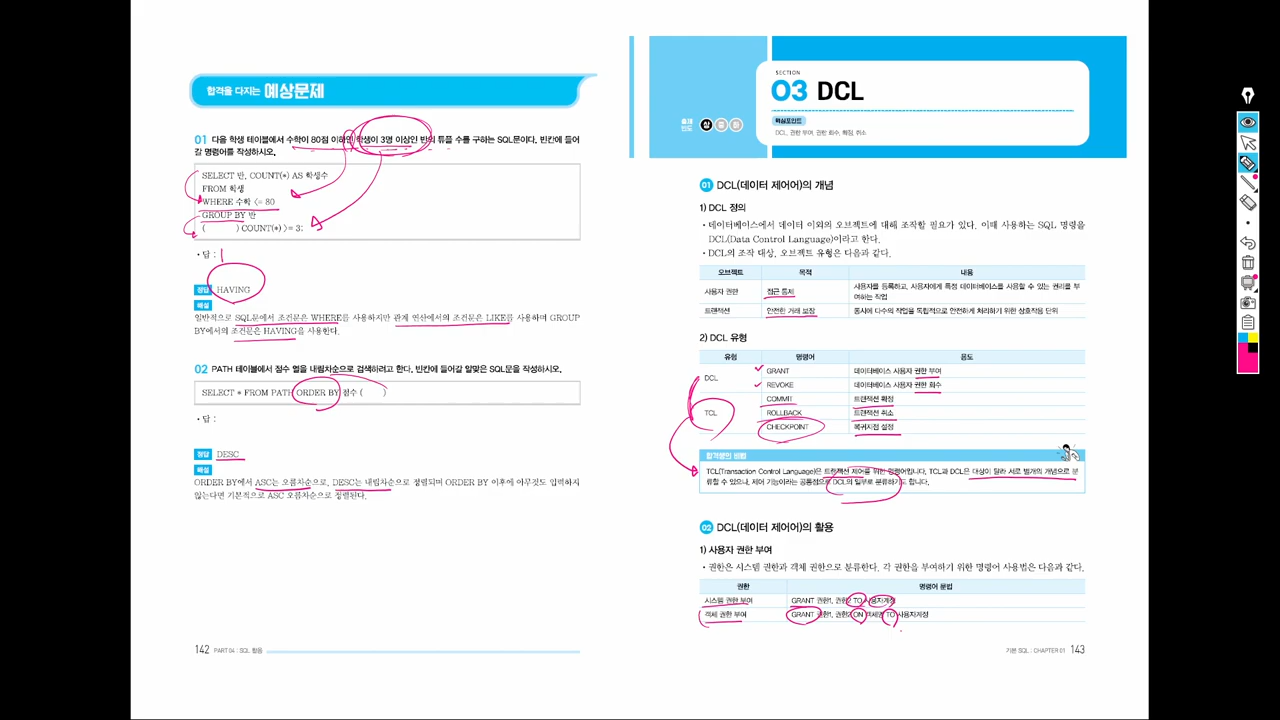 합격을 다지는 예상문제
01 다음 학생 테이블에서 수학이 80점 이하인 학생이 3명 이상인 반의 튜플 수를 구하는 SQL문이다. 빈칸에 들어
갈 명령어를 작성하시오.
SELECT 반, COUNT(*) AS 학생수
FROM 학생
WHERE 수학 <= 80
GROUP BY 반
( ) COUNT(*) >= 3;
• 답 :
정답 HAVING
해설
일반적으로 SQL문에서 조건문은 WHERE를 사용하지만 관계 연산에서의 조건문은 LIKE를 사용하며 GROUP
BY에서의 조건문은 HAVING을 사용한다.
02 PATH 테이블에서 점수 열을 내림차순으로 검색하려고 한다. 빈칸에 들어갈 알맞은 SQL문을 작성하시오.
SELECT * FROM PATH ORDER BY 점수 ( )
• 답 :
정답 DESC
해설
ORDER BY에서 ASC는 오름차순으로, DESC는 내림차순으로 정렬되며 ORDER BY 이후에 아무것도 입력하지
않는다면 기본적으로 ASC 오름차순으로 정렬된다.
142 PART 04 : SQL 활용
SECTION
03 DCL
출제빈도 상 중 하
핵심포인트
DCL, 권한 부여, 권한 회수, 확정, 취소
01 DCL(데이터 제어어)의 개념
1) DCL 정의
• 데이터베이스에서 데이터 이외의 오브젝트에 대해 조작할 필요가 있다. 이때 사용하는 SQL 명령을
DCL(Data Control Language)이라고 한다.
• DCL의 조작 대상, 오브젝트 유형은 다음과 같다.
오브젝트 목적 내용
사용자 권한 접근 통제 사용자를 등록하고, 사용자에게 특정 데이터베이스를 사용할 수 있는 권리를 부
여하는 작업
트랜잭션 안전한 거래 보장 동시에 다수의 작업을 독립적으로 안전하게 처리하기 위한 상호작용 단위
2) DCL 유형
유형 명령어 용도
DCL GRANT 데이터베이스 사용자 권한 부여
REVOKE 데이터베이스 사용자 권한 회수
TCL COMMIT 트랜잭션 확정
ROLLBACK 트랜잭션 취소
CHECKPOINT 복귀지점 설정
합격생의 비법
TCL(Transaction Control Language)은 트랜잭션 제어를 위한 명령어입니다. TCL과 DCL은 대상이 달라 서로 별개의 개념으로 분
류할 수 있으나, 제어 기능이라는 공통점으로 DCL의 일부로 분류하기도 합니다.
02 DCL(데이터 제어어)의 활용
1) 사용자 권한 부여
• 권한은 시스템 권한과 객체 권한으로 분류한다. 각 권한을 부여하기 위한 명령어 사용법은 다음과 같다.
권한 명령어 문법
시스템 권한 부여 GRANT 권한1, 권한2 TO 사용자계정
객체 권한 부여 GRANT 권한1, 권한2 ON 객체명 TO 사용자계정
기본 SQL : CHAPTER 01 143